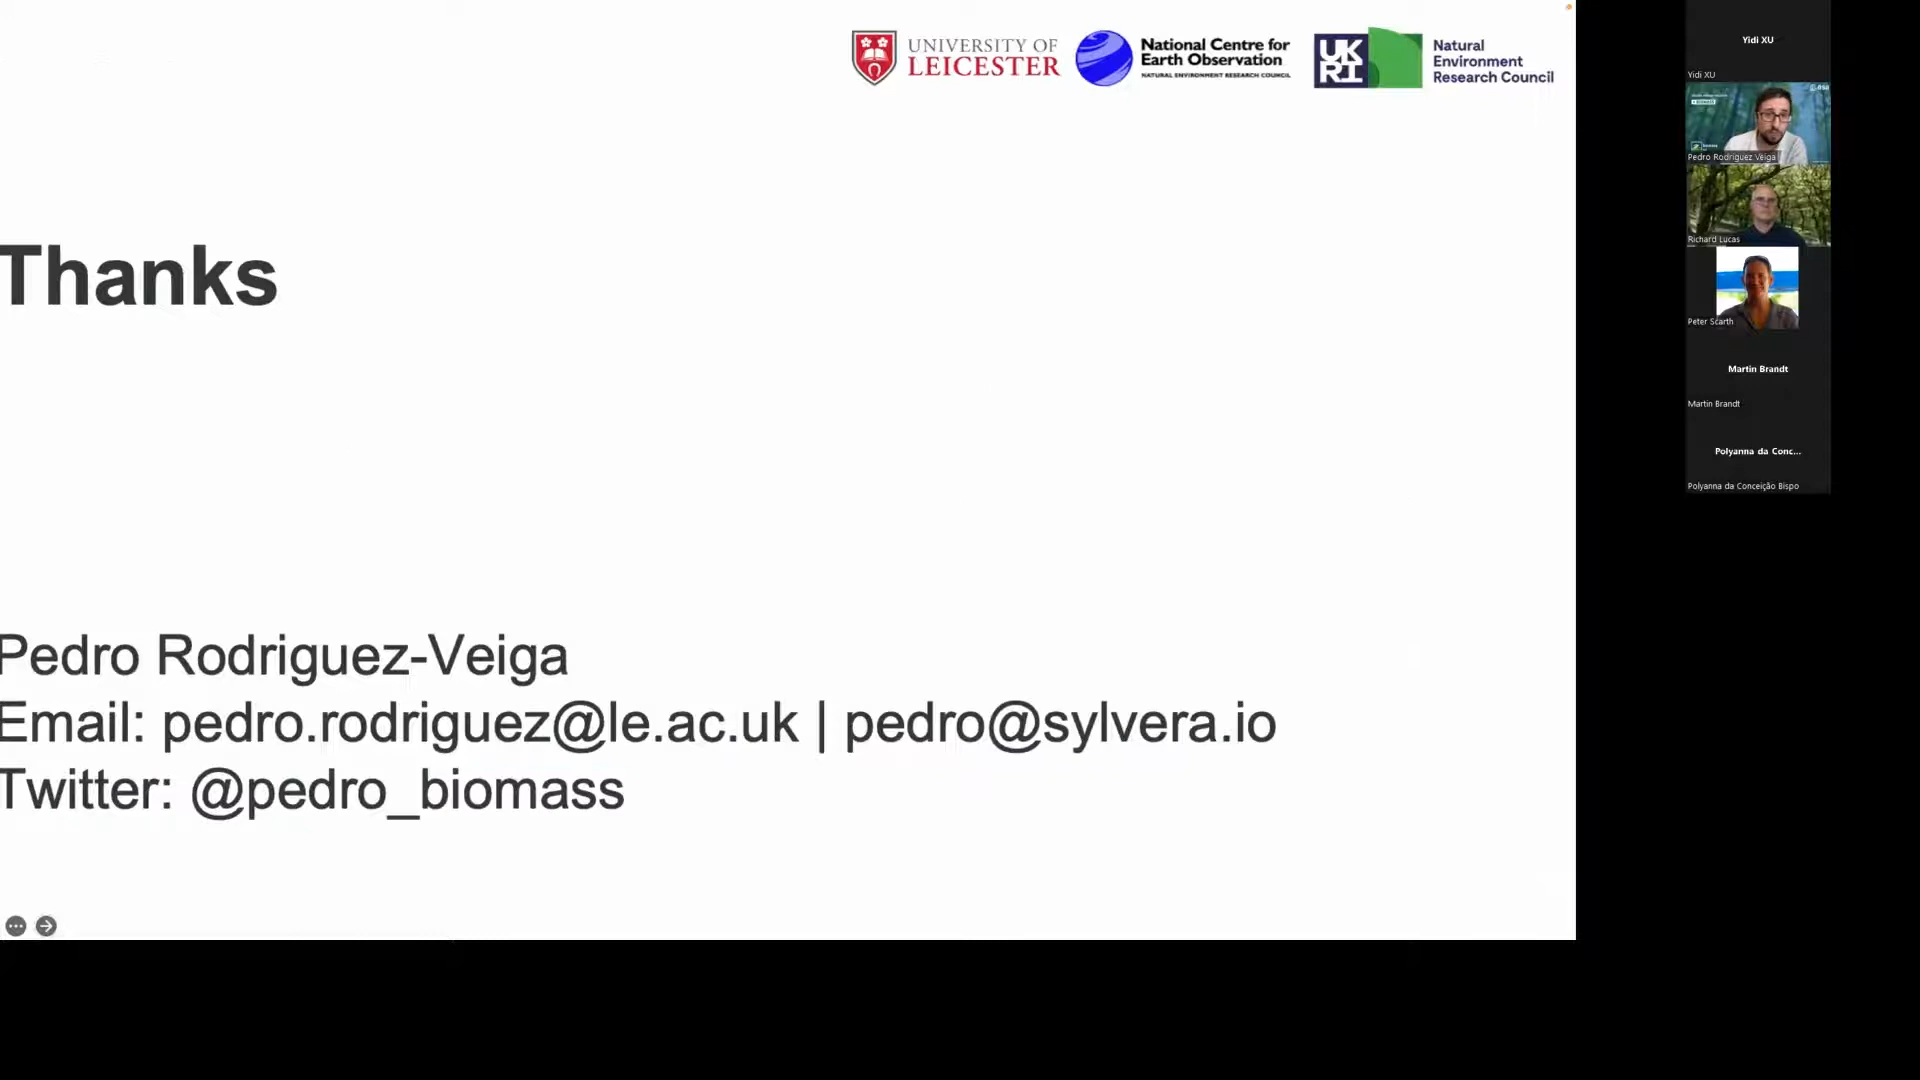 UNIVERSITY OF
LEICESTER
National Centre for
Earth Observation
NATURAL ENVIRONMENT RESEARCH COUNCIL
UK
RI
Natural
Environment
Research Council
Thanks
Pedro Rodriguez-Veiga
Email: pedro.rodriguez@le.ac.uk | pedro@sylvera.io
Twitter: @pedro_biomass
Yidi XU
Yidi XU
esa
Pedro Rodríguez Veiga
Richard Lucas
Peter Scarth
Martin Brandt
Martin Brandt
Polyanna da Conc...
Polyanna da Conceição Bispo